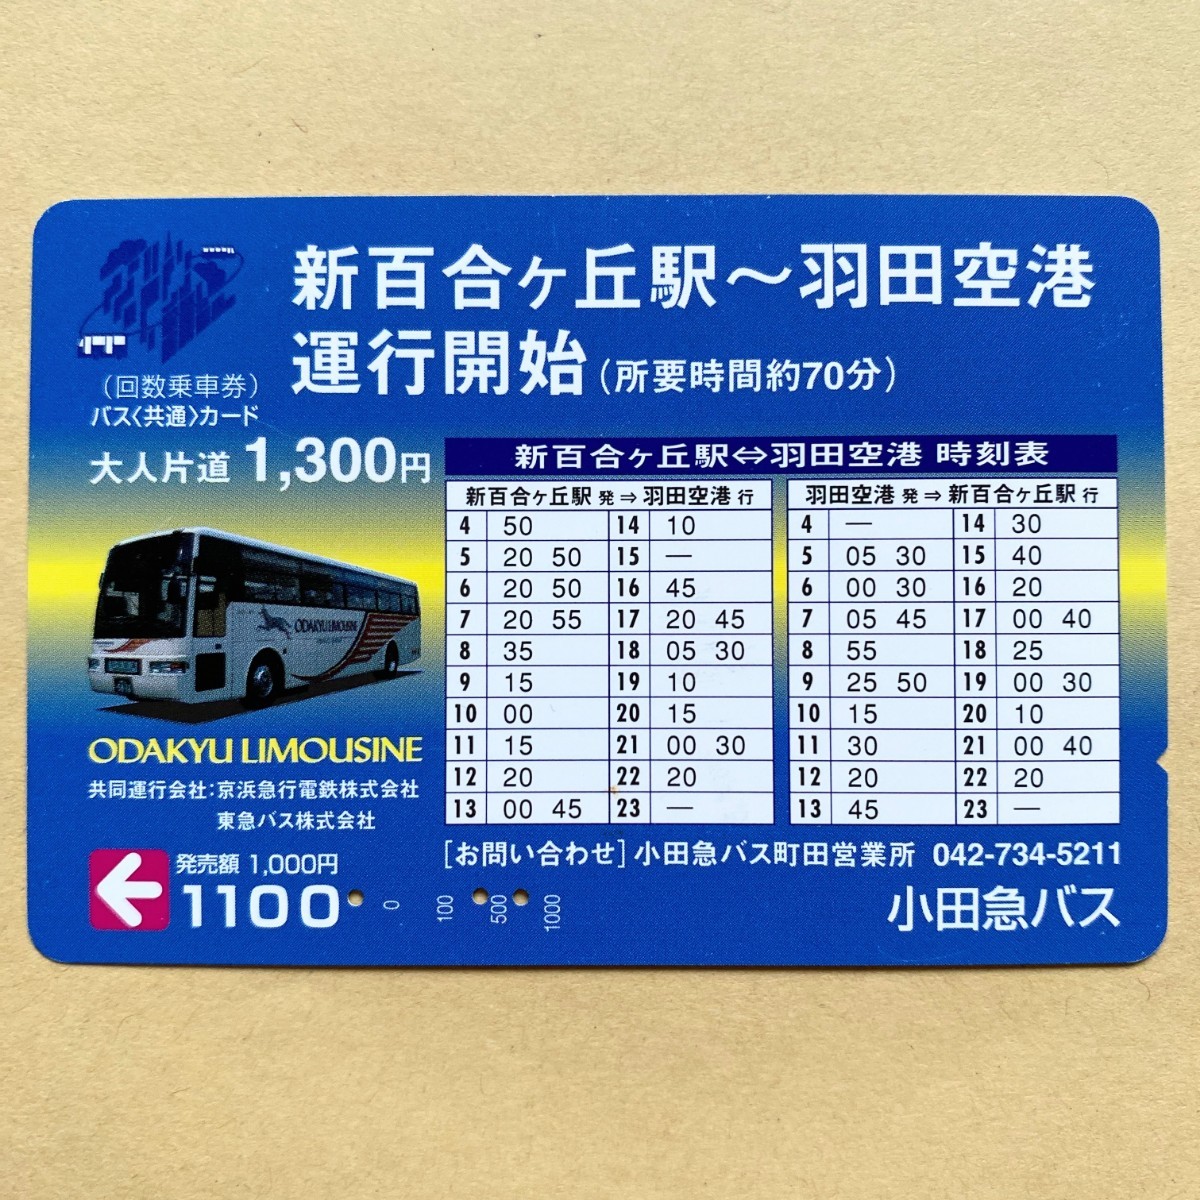 新百合ヶ丘駅～羽田空港
運行開始(所要時間約70分)
(回数乗車券)
バス〈共通〉カード
大人片道 1,300円
新百合ヶ丘駅⇔羽田空港 時刻表
新百合ヶ丘駅 発⇒羽田空港 行
4 50 14 10
5 20 50 15 —
6 20 50 16 45
7 20 55 17 20 45
8 35 18 05 30
9 15 19 10
10 00 20 15
11 15 21 00 30
12 20 22 20
13 00 45 23 —
羽田空港 発⇒新百合ヶ丘駅 行
4 — 14 30
5 05 30 15 40
6 00 30 16 20
7 05 45 17 00 40
8 55 18 25
9 25 50 19 00 30
10 15 20 10
11 30 21 00 40
12 20 22 20
13 45 23 —
ODAKYU LIMOUSINE
ODAKYU LIMOUSINE
共同運行会社:京浜急行電鉄株式会社
東急バス株式会社
[お問い合わせ]小田急バス町田営業所 042-734-5211
発売額 1,000円
1100
0 100 500 1000
小田急バス